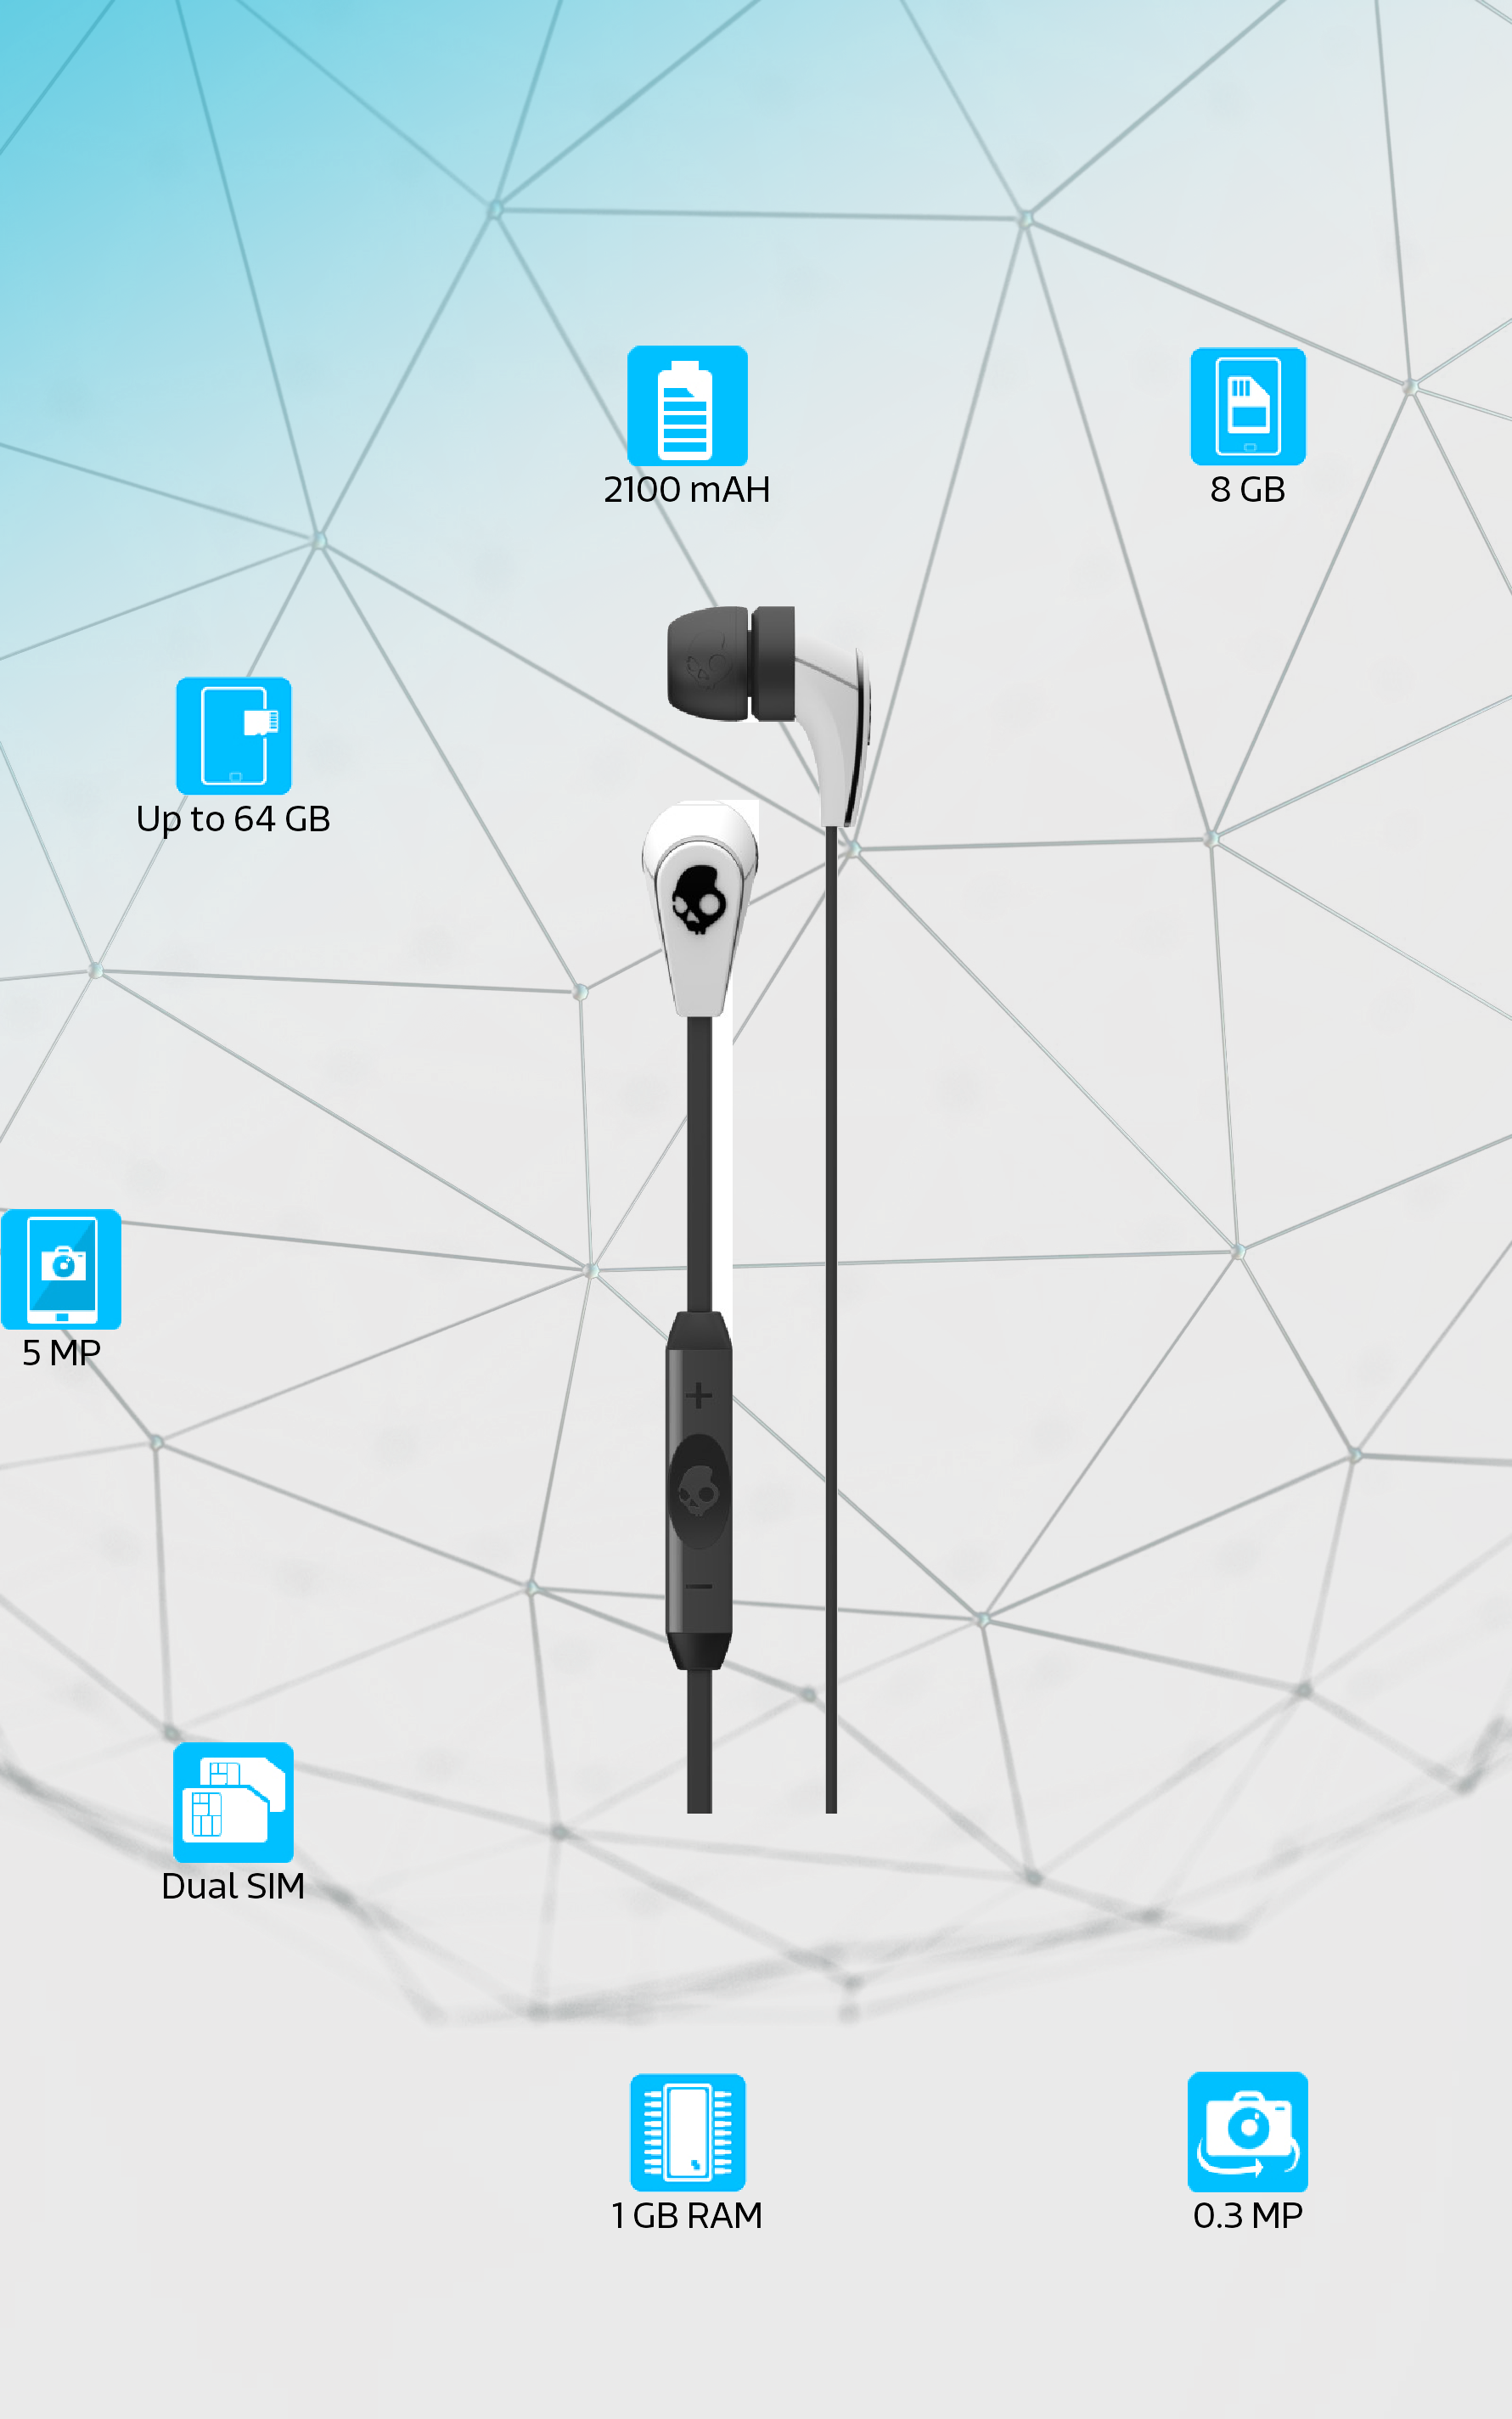 2100 mAH
8 GB
Up to 64 GB
5 MP
+
−
Dual SIM
1 GB RAM
0.3 MP